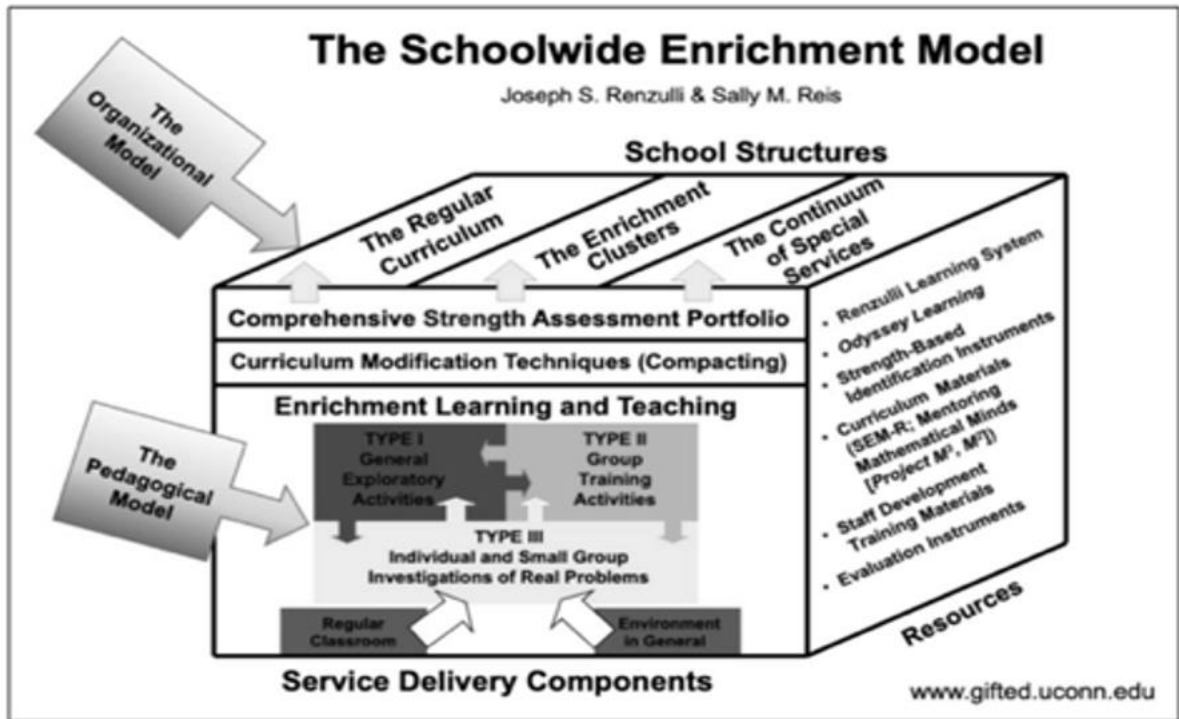 The Schoolwide Enrichment Model
Joseph S. Renzulli & Sally M. Reis
The
Organizational
Model
School Structures
The Regular
Curriculum
The Enrichment
Clusters
The Continuum
of Special
Services
Comprehensive Strength Assessment Portfolio
Curriculum Modification Techniques (Compacting)
Enrichment Learning and Teaching
The
Pedagogical
Model
TYPE I
General
Exploratory
Activities
TYPE II
Group
Training
Activities
TYPE III
Individual and Small Group
Investigations of Real Problems
Regular
Classroom
Environment
in General
Service Delivery Components
• Renzulli Learning System
• Odyssey Learning
• Strength-Based
Identification Instruments
• Curriculum Materials
(SEM-R; Mentoring
Mathematical Minds
[Project M³, M²])
• Staff Development
Training Materials
• Evaluation Instruments
Resources
www.gifted.uconn.edu